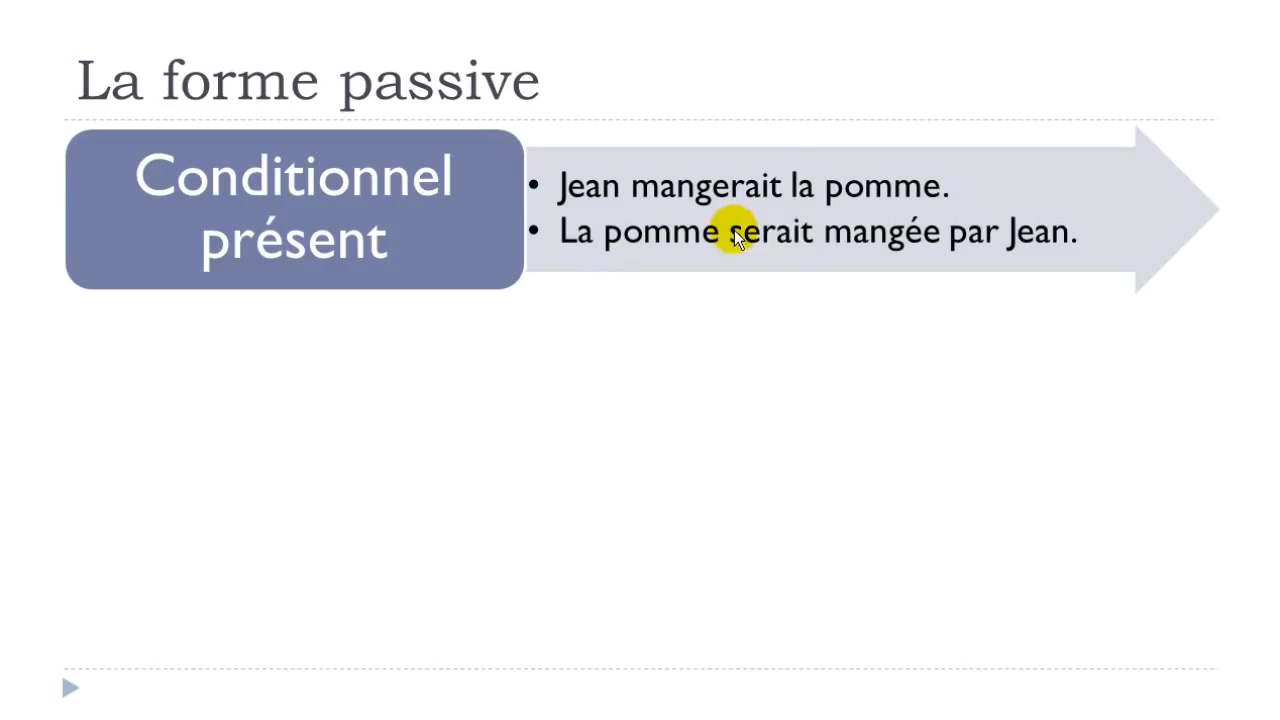 La forme passive
Conditionnel
présent
• Jean mangerait la pomme.
• La pomme serait mangée par Jean.